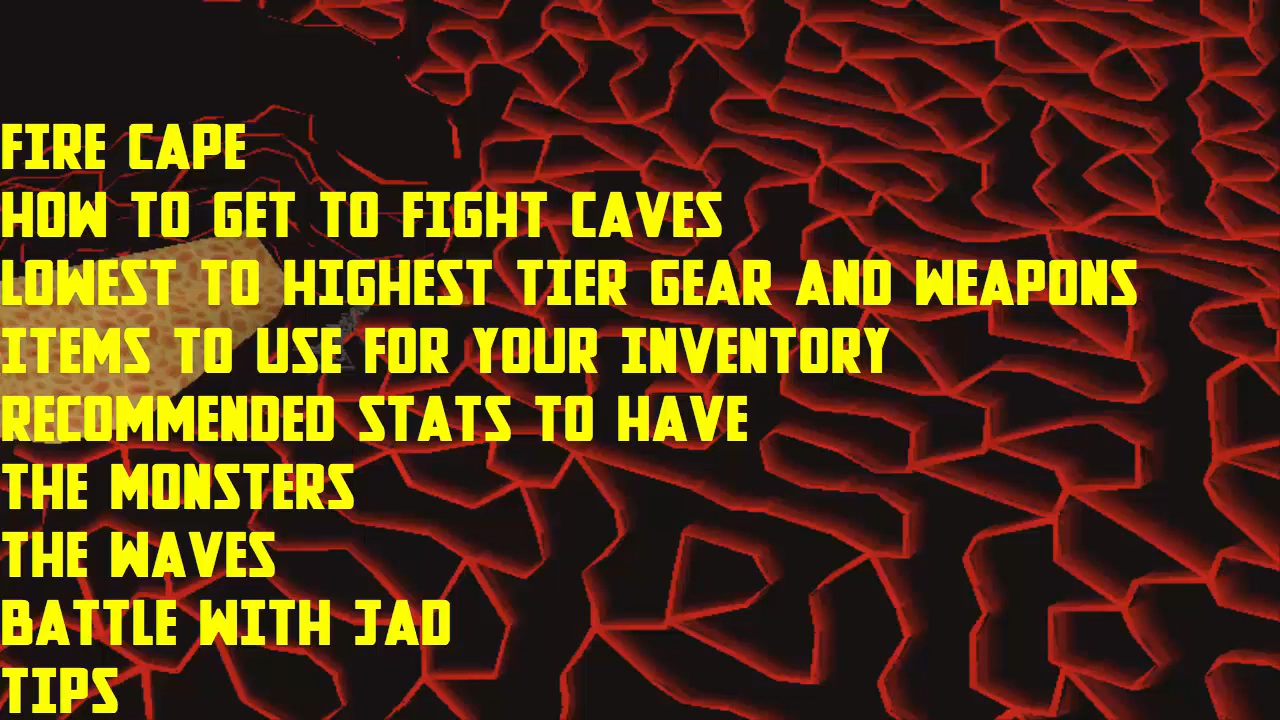 FIRE CAPE
HOW TO GET TO FIGHT CAVES
LOWEST TO HIGHEST TIER GEAR AND WEAPONS
ITEMS TO USE FOR YOUR INVENTORY
RECOMMENDED STATS TO HAVE
THE MONSTERS
THE WAVES
BATTLE WITH JAD
TIPS